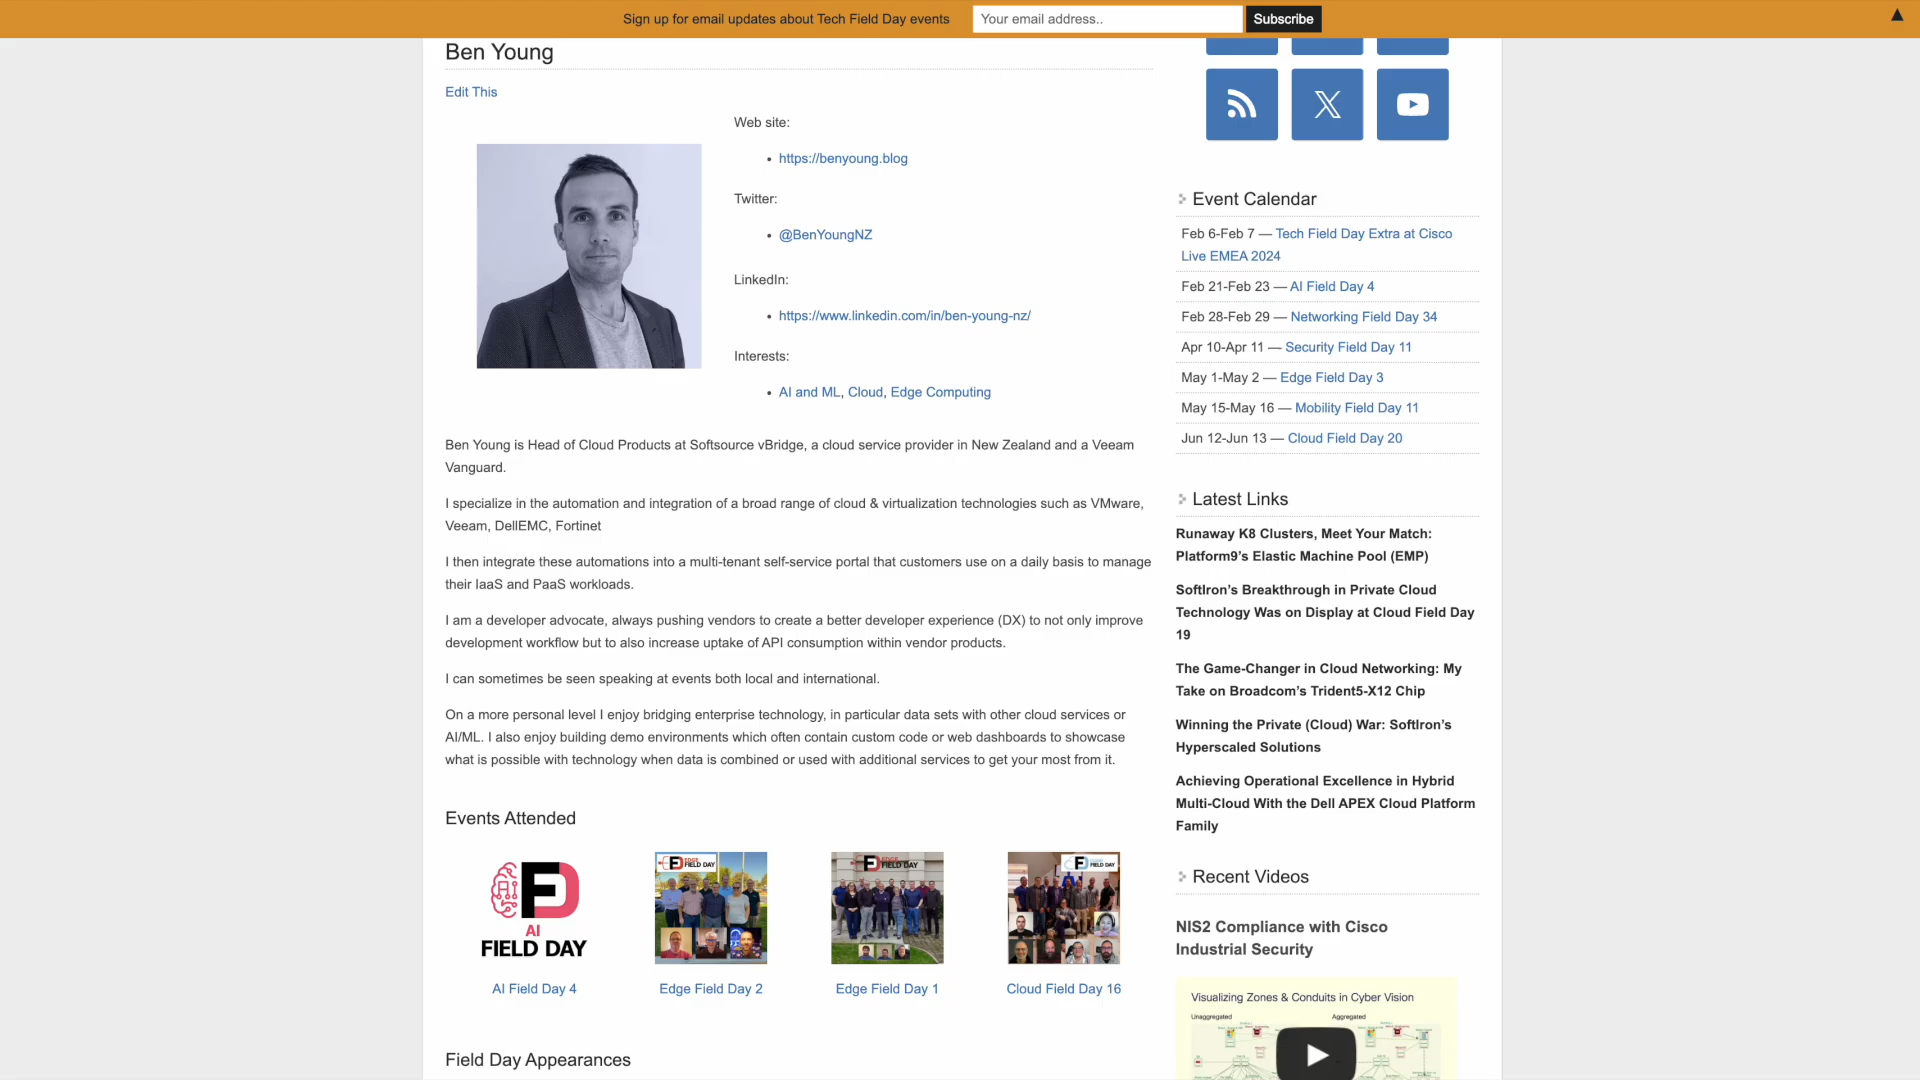 Sign up for email updates about Tech Field Day events
Your email address..
Subscribe
▲
Ben Young
Edit This
Web site:
• https://benyoung.blog
Twitter:
• @BenYoungNZ
LinkedIn:
• https://www.linkedin.com/in/ben-young-nz/
Interests:
• AI and ML, Cloud, Edge Computing
Ben Young is Head of Cloud Products at Softsource vBridge, a cloud service provider in New Zealand and a Veeam
Vanguard.
I specialize in the automation and integration of a broad range of cloud & virtualization technologies such as VMware,
Veeam, DellEMC, Fortinet
I then integrate these automations into a multi-tenant self-service portal that customers use on a daily basis to manage
their IaaS and PaaS workloads.
I am a developer advocate, always pushing vendors to create a better developer experience (DX) to not only improve
development workflow but to also increase uptake of API consumption within vendor products.
I can sometimes be seen speaking at events both local and international.
On a more personal level I enjoy bridging enterprise technology, in particular data sets with other cloud services or
AI/ML. I also enjoy building demo environments which often contain custom code or web dashboards to showcase
what is possible with technology when data is combined or used with additional services to get your most from it.
Events Attended
AI
FIELD DAY
AI Field Day 4
EDGE
FIELD DAY
Edge Field Day 2
EDGE
FIELD DAY
Edge Field Day 1
FIELD DAY
Cloud Field Day 16
Field Day Appearances
Event Calendar
Feb 6-Feb 7 — Tech Field Day Extra at Cisco
Live EMEA 2024
Feb 21-Feb 23 — AI Field Day 4
Feb 28-Feb 29 — Networking Field Day 34
Apr 10-Apr 11 — Security Field Day 11
May 1-May 2 — Edge Field Day 3
May 15-May 16 — Mobility Field Day 11
Jun 12-Jun 13 — Cloud Field Day 20
Latest Links
Runaway K8 Clusters, Meet Your Match:
Platform9’s Elastic Machine Pool (EMP)
SoftIron’s Breakthrough in Private Cloud
Technology Was on Display at Cloud Field Day
19
The Game-Changer in Cloud Networking: My
Take on Broadcom’s Trident5-X12 Chip
Winning the Private (Cloud) War: SoftIron’s
Hyperscaled Solutions
Achieving Operational Excellence in Hybrid
Multi-Cloud With the Dell APEX Cloud Platform
Family
Recent Videos
NIS2 Compliance with Cisco
Industrial Security
Visualizing Zones & Conduits in Cyber Vision
Unaggregated
Aggregated